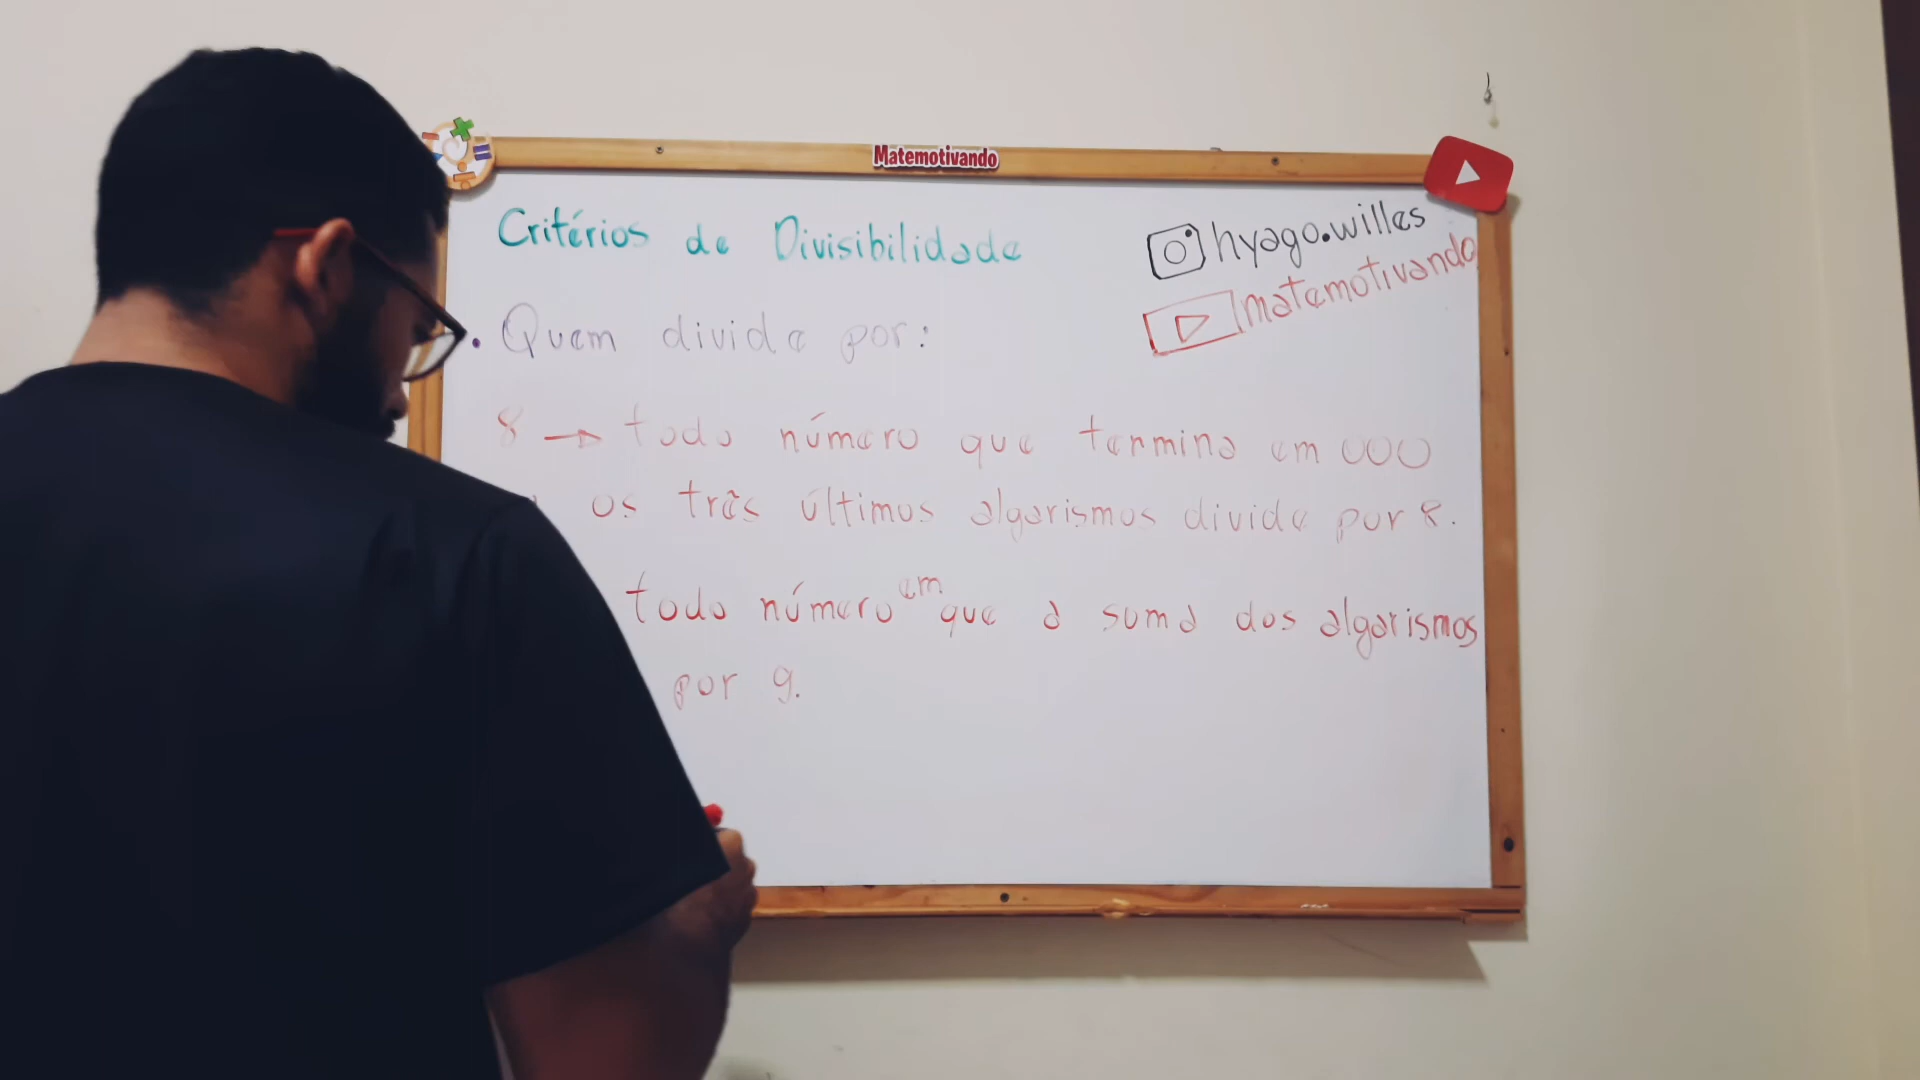 Matemotivando
Critérios de Divisibilidade
hyago.willes
matemotivando
• Quem divide por:
8 → todo número que termina em 000
os três últimos algarismos divide por 8.
todo número em que a soma dos algarismos
por 9.